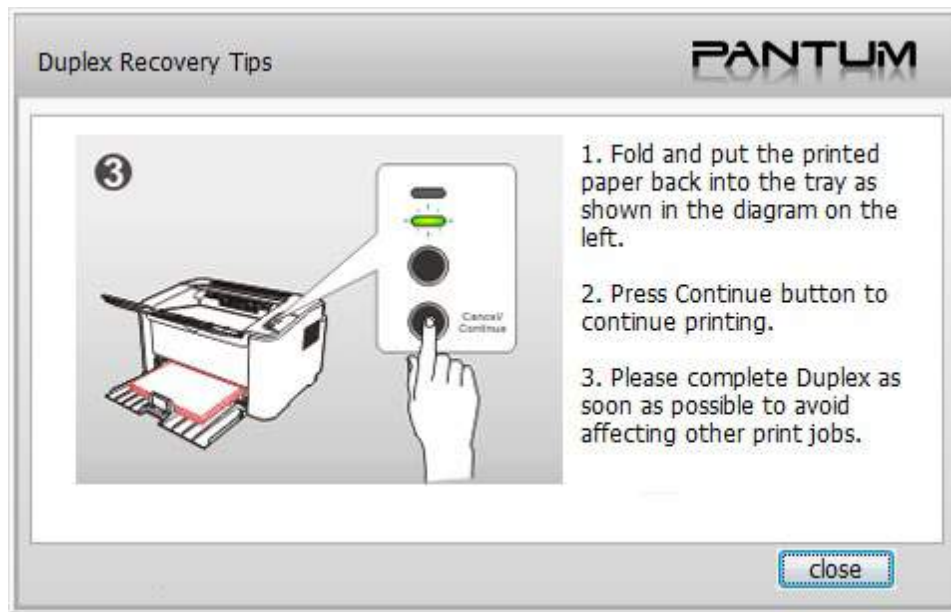 Duplex Recovery Tips
PANTUM
3
Cancel/
Continue
1. Fold and put the printed
paper back into the tray as
shown in the diagram on the
left.
2. Press Continue button to
continue printing.
3. Please complete Duplex as
soon as possible to avoid
affecting other print jobs.
close